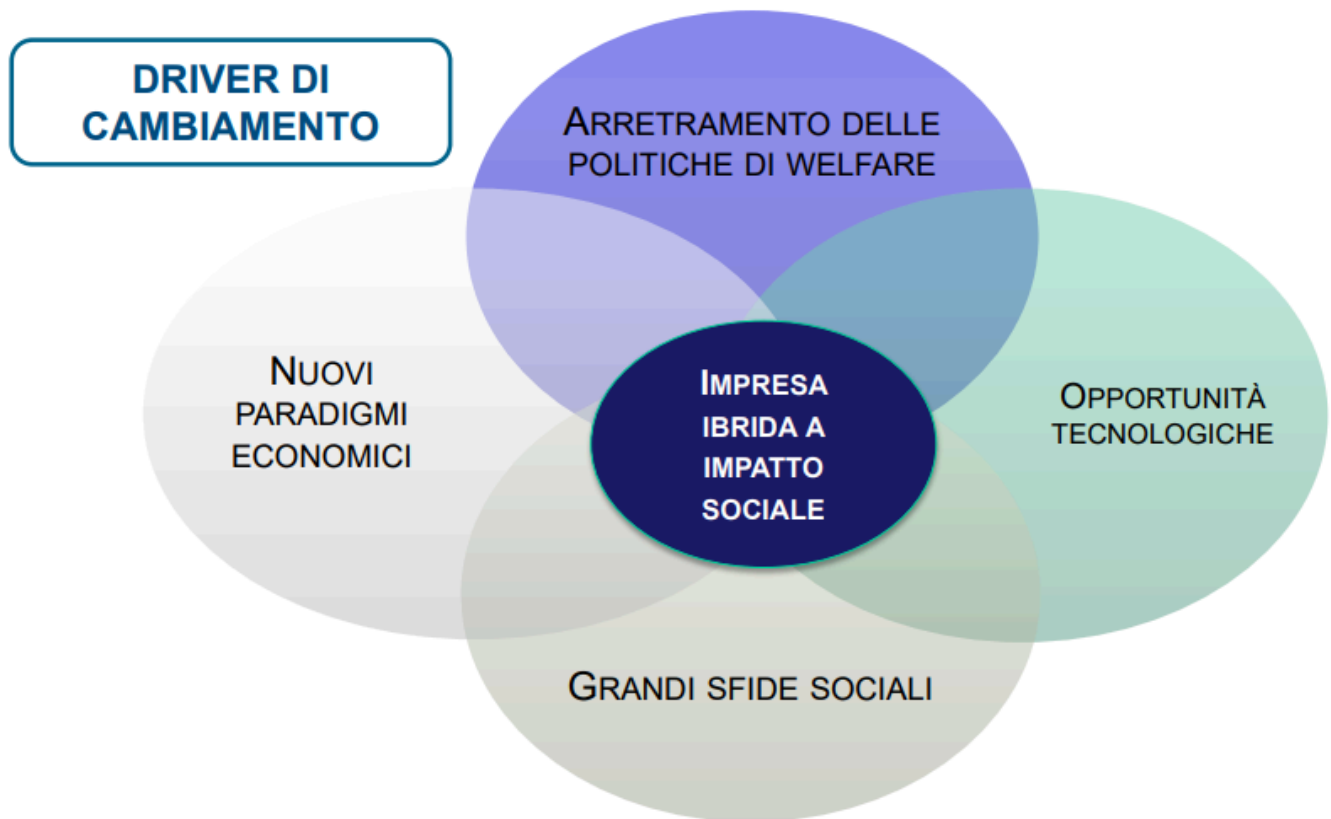 DRIVER DI
CAMBIAMENTO
ARRETRAMENTO DELLE
POLITICHE DI WELFARE
NUOVI
PARADIGMI
ECONOMICI
IMPRESA
IBRIDA A
IMPATTO
SOCIALE
OPPORTUNITÀ
TECNOLOGICHE
GRANDI SFIDE SOCIALI